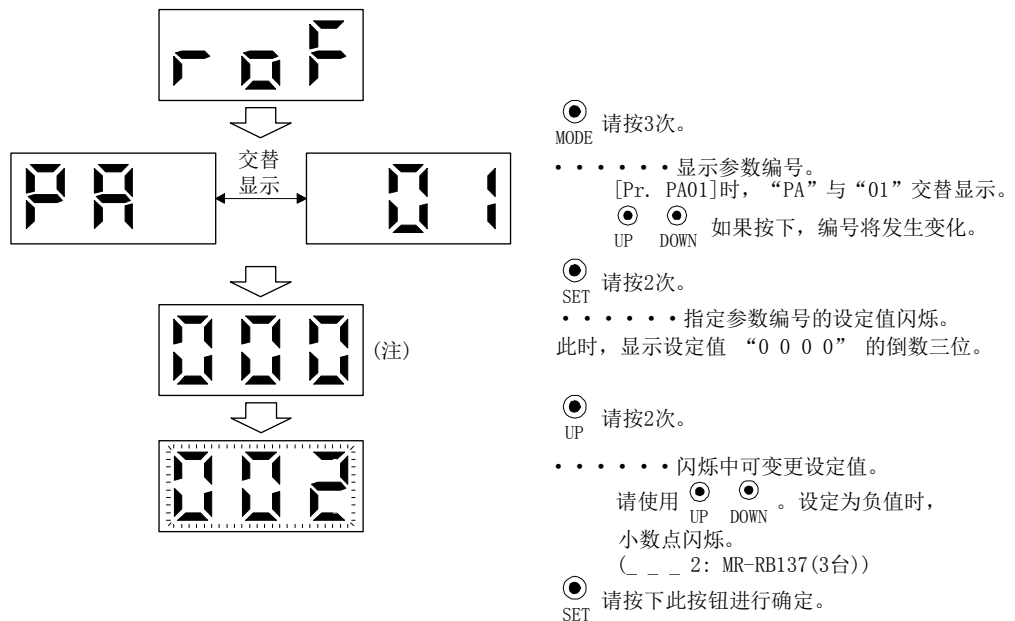 roF
MODE 请按3次。
PA
交替
显示
01
······显示参数编号。
[Pr. PA01]时，“PA”与“01”交替显示。
UP DOWN 如果按下，编号将发生变化。
SET 请按2次。
000 (注)
······指定参数编号的设定值闪烁。
此时，显示设定值 “0 0 0 0” 的倒数三位。
UP 请按2次。
002
······闪烁中可变更设定值。
请使用 UP DOWN 。设定为负值时，
小数点闪烁。
(_ _ _ 2: MR-RB137(3台))
SET 请按下此按钮进行确定。